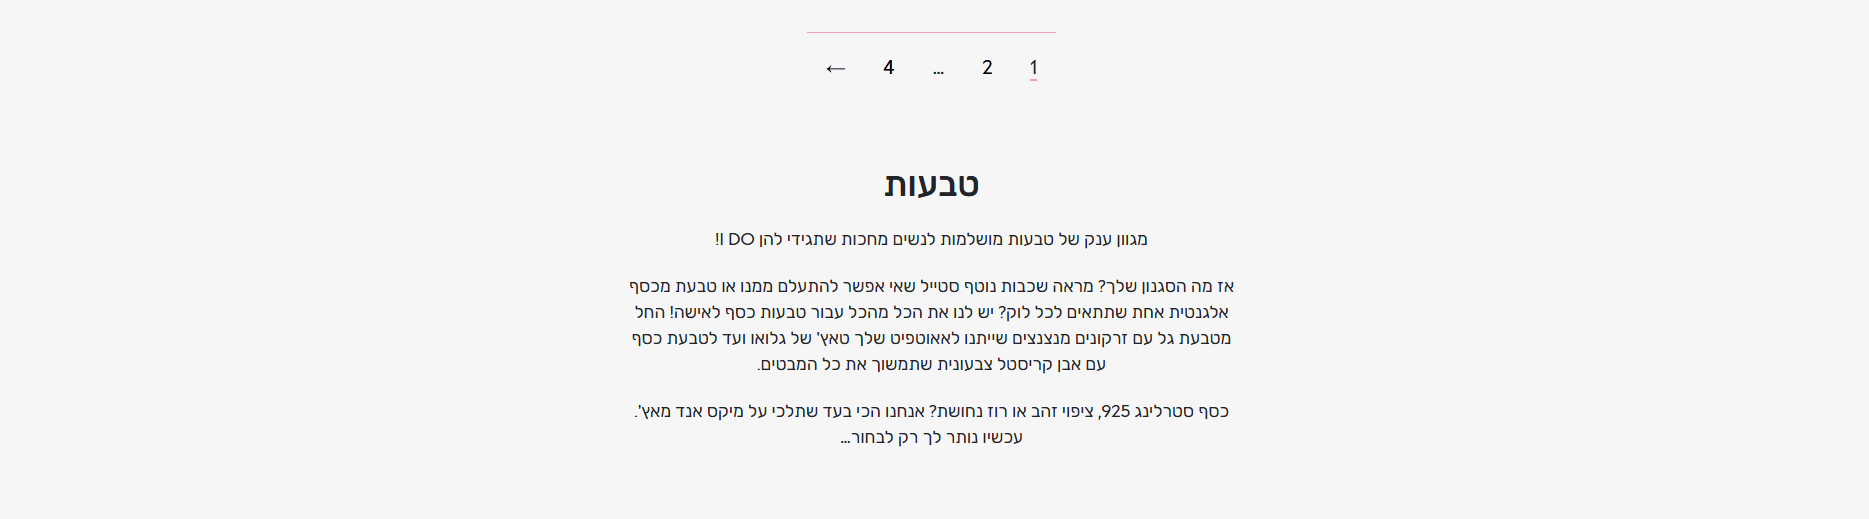 1 2 ... 4 ←
טבעות
מגוון ענק של טבעות מושלמות לנשים מחכות שתגידי להן I DO!
אז מה הסגנון שלך? מראה שכבות נוטף סטייל שאי אפשר להתעלם ממנו או טבעת מכסף
אלגנטית אחת שתתאים לכל לוק? יש לנו את הכל מהכל עבור טבעות כסף לאישה! החל
מטבעת גל עם זרקונים מנצנצים שייתנו לאאוטפיט שלך טאץ' של גלואו ועד לטבעת כסף
עם אבן קריסטל צבעונית שתמשוך את כל המבטים.
כסף סטרלינג 925, ציפוי זהב או רוז נחושת? אנחנו הכי בעד שתלכי על מיקס אנד מאץ'.
עכשיו נותר לך רק לבחור...